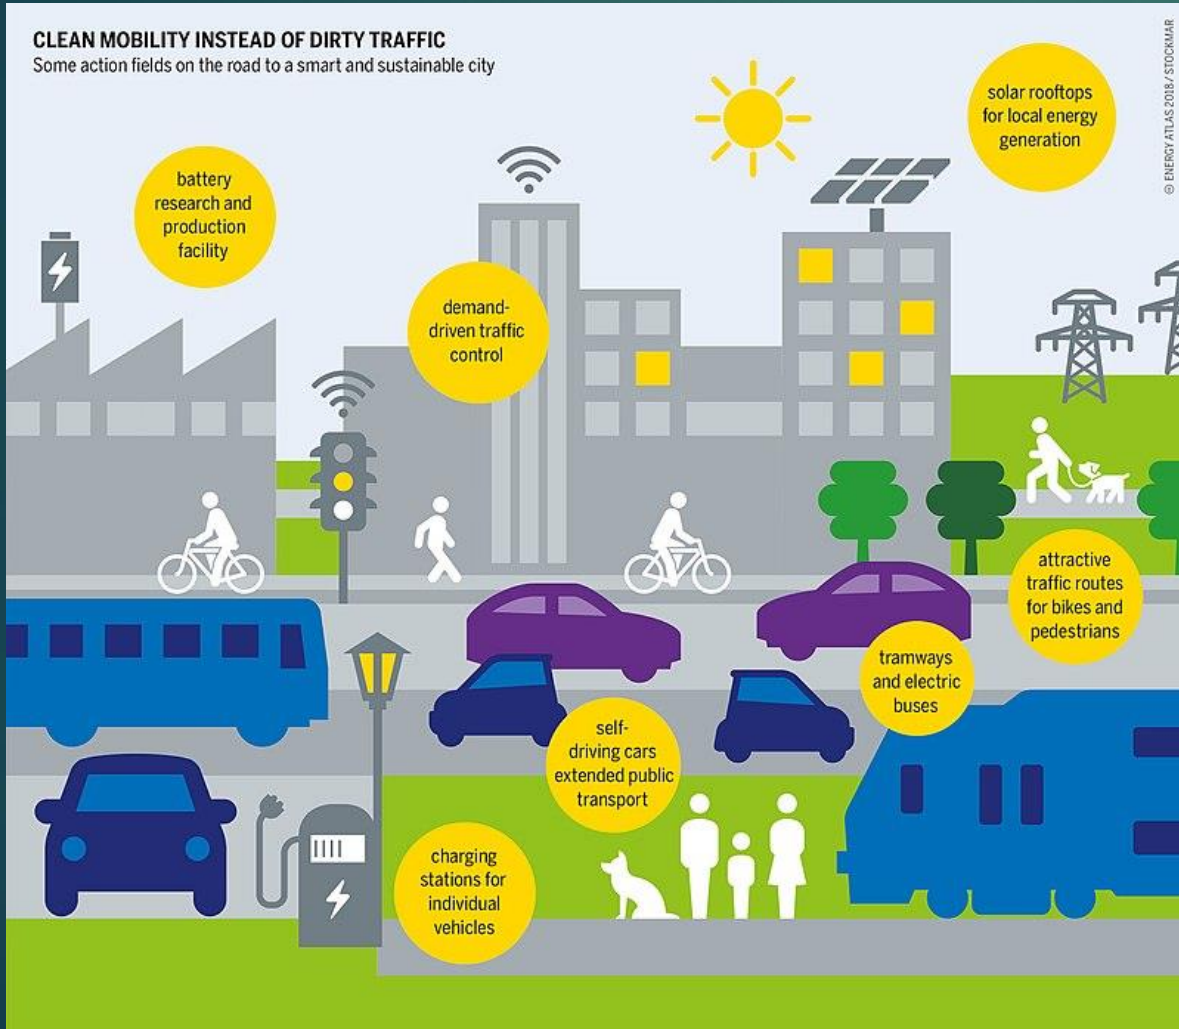 CLEAN MOBILITY INSTEAD OF DIRTY TRAFFIC
Some action fields on the road to a smart and sustainable city
© ENERGY ATLAS 2018 / STOCKMAR
solar rooftops
for local energy
generation
battery
research and
production
facility
demand-
driven traffic
control
attractive
traffic routes
for bikes and
pedestrians
tramways
and electric
buses
self-
driving cars
extended public
transport
charging
stations for
individual
vehicles